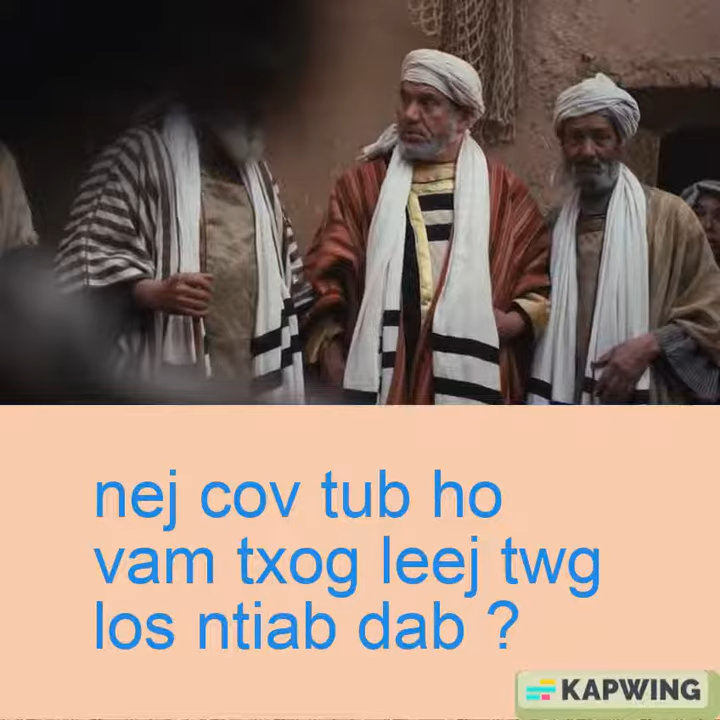 nej cov tub ho
vam txog leej twg
los ntiab dab ?
KAPWING